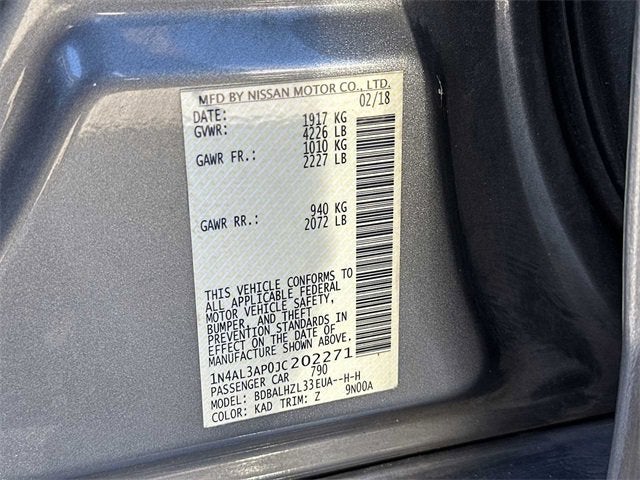 MFD BY NISSAN MOTOR CO., LTD.
DATE: 02/18
GVWR: 1917 KG
4226 LB
GAWR FR.: 1010 KG
2227 LB
GAWR RR.: 940 KG
2072 LB
THIS VEHICLE CONFORMS TO
ALL APPLICABLE FEDERAL
MOTOR VEHICLE SAFETY,
BUMPER, AND THEFT
PREVENTION STANDARDS IN
EFFECT ON THE DATE OF
MANUFACTURE SHOWN ABOVE.
1N4AL3AP0JC202271
PASSENGER CAR 790
MODEL: BDBALHZL33EUA--H-H
COLOR: KAD TRIM: Z 9N00A